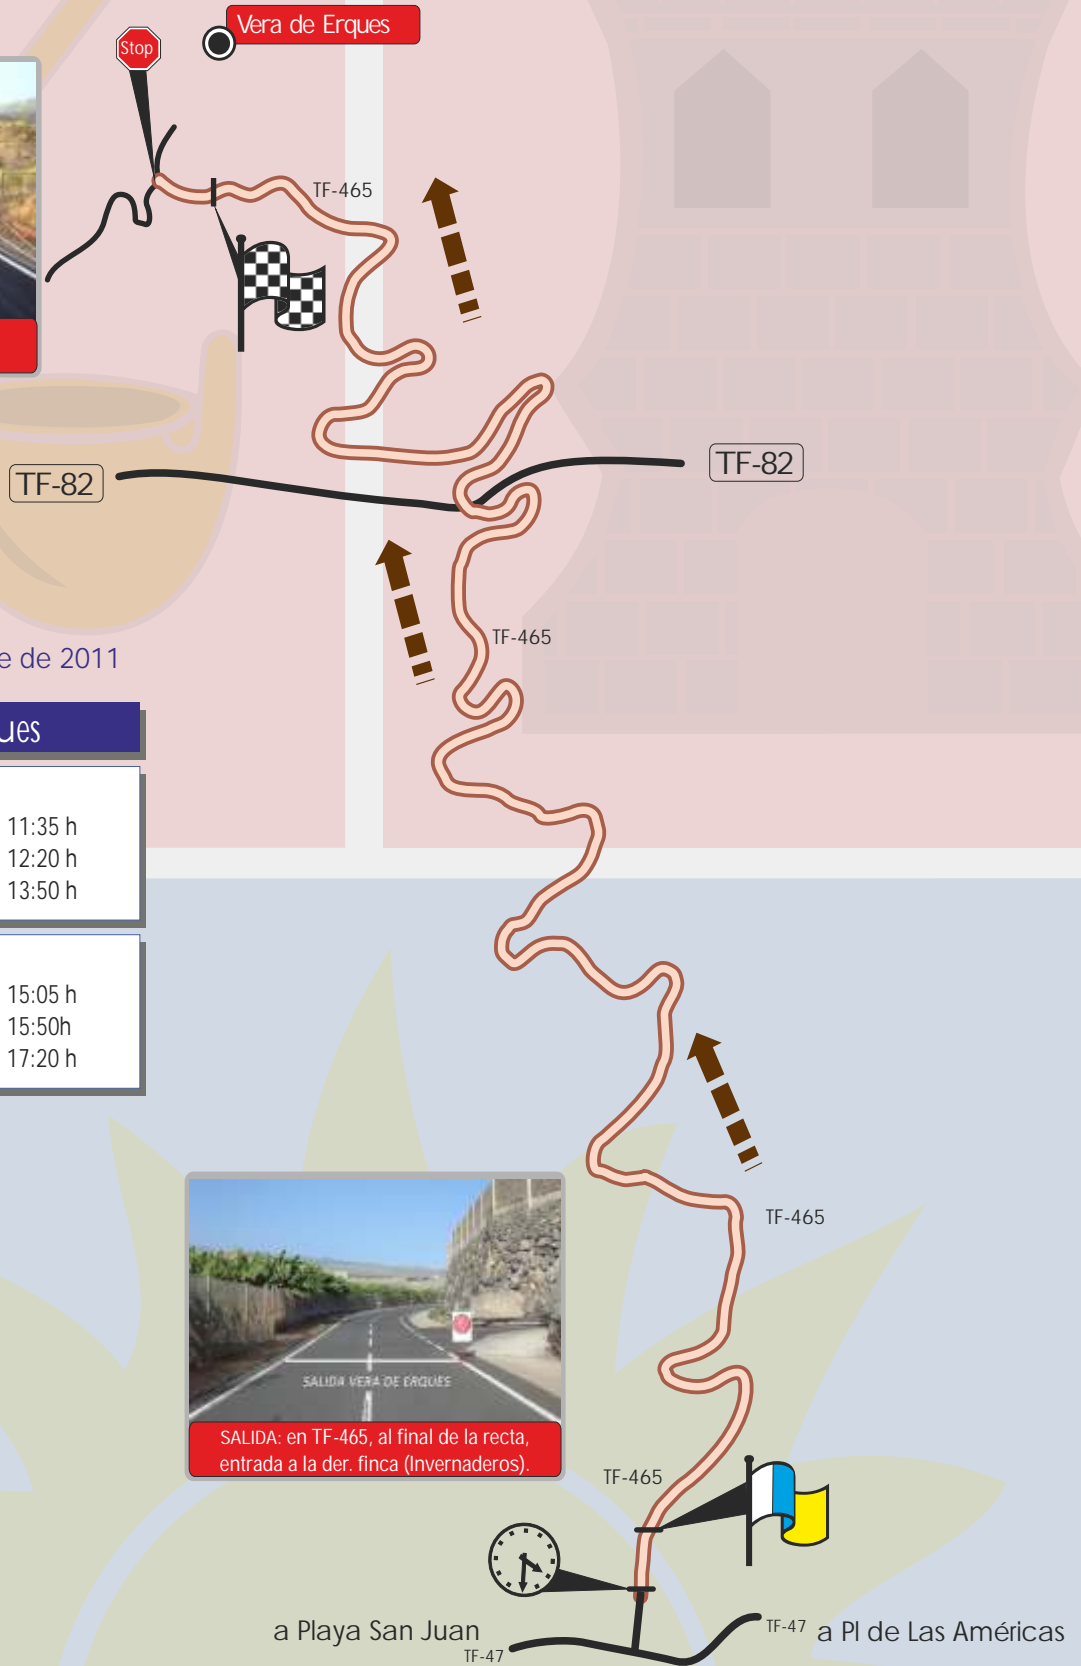 Vera de Erques
Stop
TF-465
TF-82
TF-82
TF-465
e de 2011
ues
11:35 h
12:20 h
13:50 h
15:05 h
15:50h
17:20 h
TF-465
SALIDA VERA DE ERQUES
SALIDA: en TF-465, al final de la recta,
entrada a la der. finca (Invernaderos).
TF-465
a Playa San Juan
TF-47
TF-47
a Pl de Las Américas